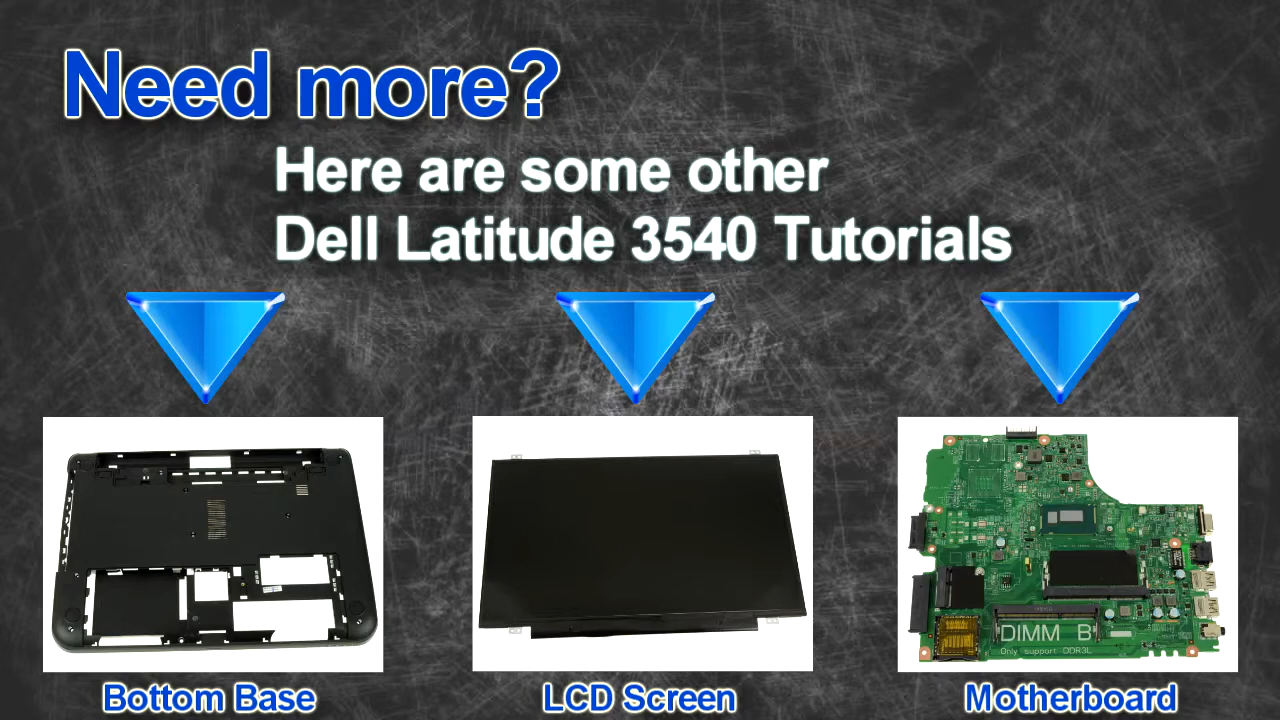 Need more?
Here are some other
Dell Latitude 3540 Tutorials
DIMM B
Only support DDR3L
Bottom Base
LCD Screen
Motherboard